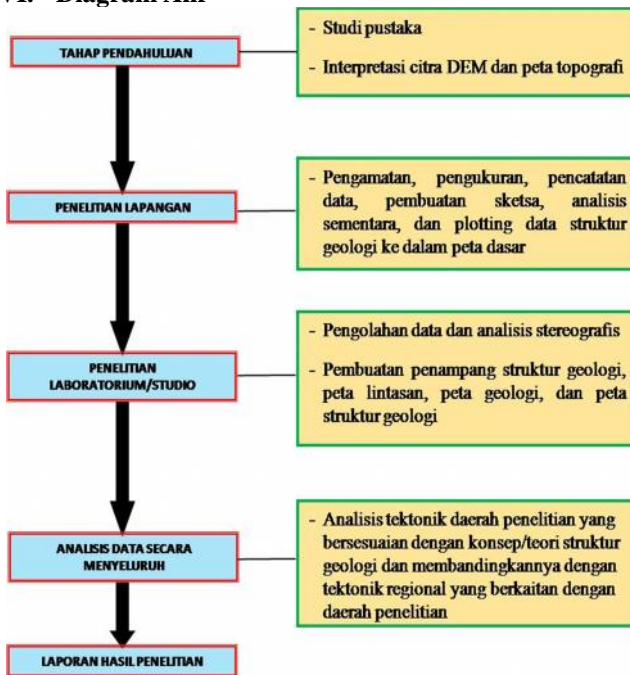 VI. Diagram Alir
TAHAP PENDAHULUAN
- Studi pustaka
- Interpretasi citra DEM dan peta topografi
PENELITIAN LAPANGAN
- Pengamatan, pengukuran, pencatatan
data, pembuatan sketsa, analisis
sementara, dan plotting data struktur
geologi ke dalam peta dasar
PENELITIAN
LABORATORIUM/STUDIO
- Pengolahan data dan analisis stereografis
- Pembuatan penampang struktur geologi,
peta lintasan, peta geologi, dan peta
struktur geologi
ANALISIS DATA SECARA
MENYELURUH
- Analisis tektonik daerah penelitian yang
bersesuaian dengan konsep/teori struktur
geologi dan membandingkannya dengan
tektonik regional yang berkaitan dengan
daerah penelitian
LAPORAN HASIL PENELITIAN